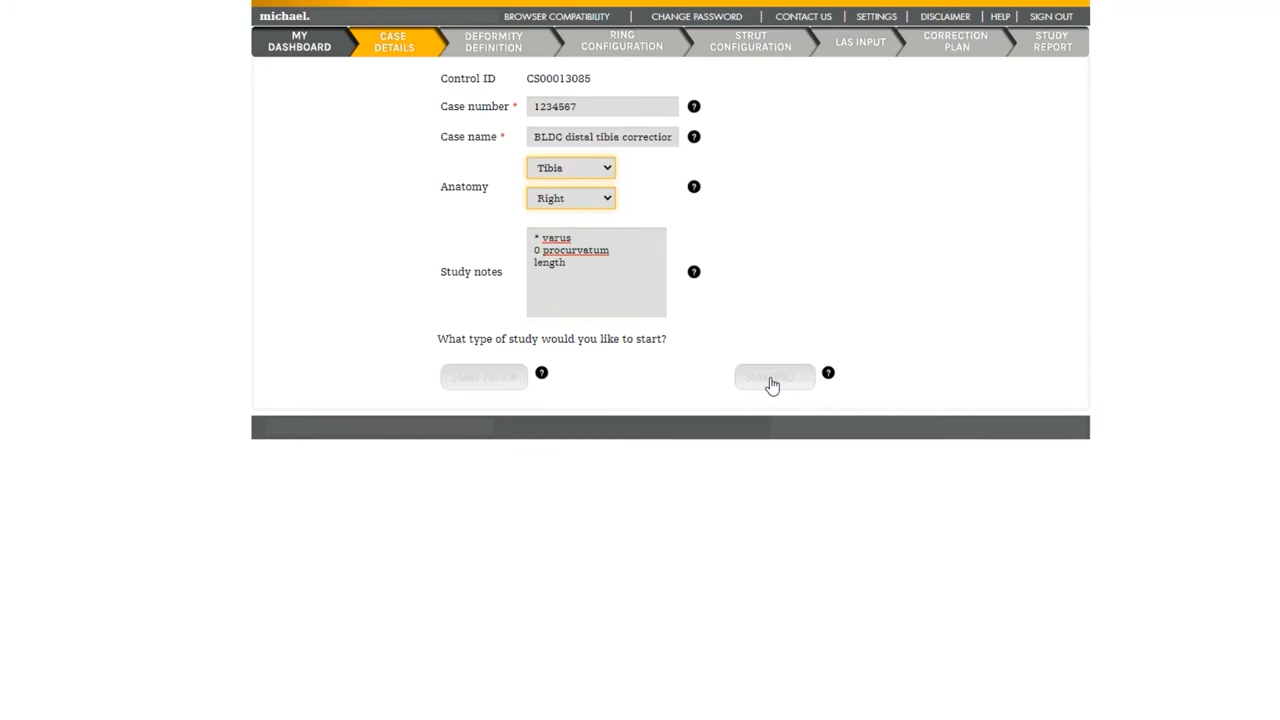 michael.
BROWSER COMPATIBILITY | CHANGE PASSWORD | CONTACT US | SETTINGS | DISCLAIMER | HELP | SIGN OUT
MY DASHBOARD
CASE DETAILS
DEFORMITY DEFINITION
RING CONFIGURATION
STRUT CONFIGURATION
LAS INPUT
CORRECTION PLAN
STUDY REPORT
Control ID CS00013085
Case number * 1234567 ?
Case name * BLDC distal tibia correction ?
Tibia
Anatomy ?
Right
* varus
0 procurvatum
length
Study notes ?
What type of study would you like to start?
? ?